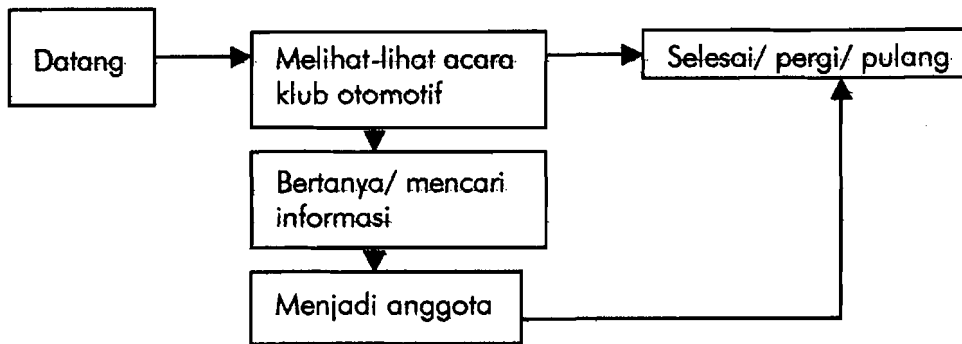 Datang
Melihat-lihat acara
klub otomotif
Selesai/ pergi/ pulang
Bertanya/ mencari
informasi
Menjadi anggota